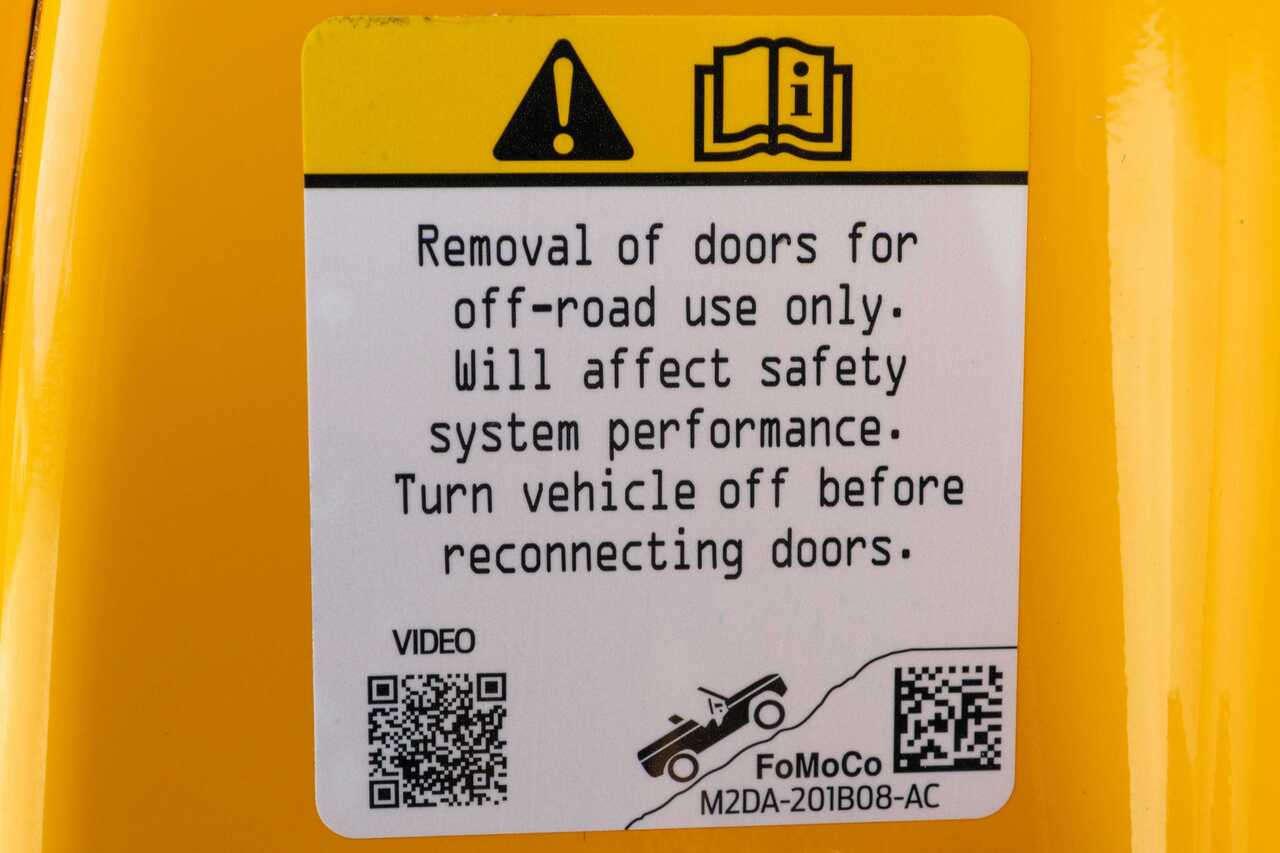 Removal of doors for
off-road use only.
Will affect safety
system performance.
Turn vehicle off before
reconnecting doors.
VIDEO
FoMoCo
M2DA-201B08-AC